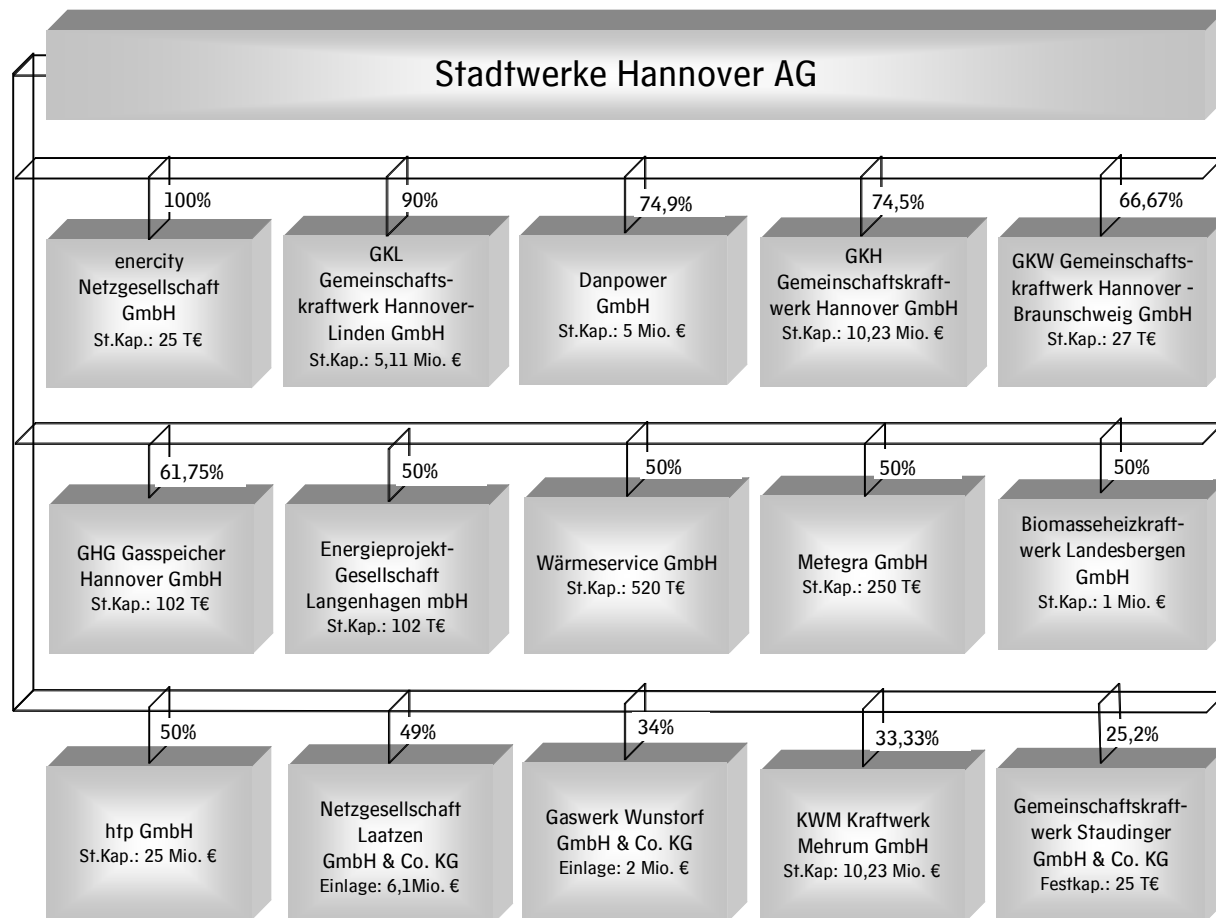 Stadtwerke Hannover AG
100%
enercity
Netzgesellschaft
GmbH
St.Kap.: 25 T€
90%
GKL
Gemeinschafts-
kraftwerk Hannover-
Linden GmbH
St.Kap.: 5,11 Mio. €
74,9%
Danpower
GmbH
St.Kap.: 5 Mio. €
74,5%
GKH
Gemeinschaftskraft-
werk Hannover GmbH
St.Kap.: 10,23 Mio. €
66,67%
GKW Gemeinschafts-
kraftwerk Hannover -
Braunschweig GmbH
St.Kap.: 27 T€
61,75%
GHG Gasspeicher
Hannover GmbH
St.Kap.: 102 T€
50%
Energieprojekt-
Gesellschaft
Langenhagen mbH
St.Kap.: 102 T€
50%
Wärmeservice GmbH
St.Kap.: 520 T€
50%
Metegra GmbH
St.Kap.: 250 T€
50%
Biomasseheizkraft-
werk Landesbergen
GmbH
St.Kap.: 1 Mio. €
50%
htp GmbH
St.Kap.: 25 Mio. €
49%
Netzgesellschaft
Laatzen
GmbH & Co. KG
Einlage: 6,1Mio. €
34%
Gaswerk Wunstorf
GmbH & Co. KG
Einlage: 2 Mio. €
33,33%
KWM Kraftwerk
Mehrum GmbH
St.Kap: 10,23 Mio. €
25,2%
Gemeinschaftskraft-
werk Staudinger
GmbH & Co. KG
Festkap.: 25 T€